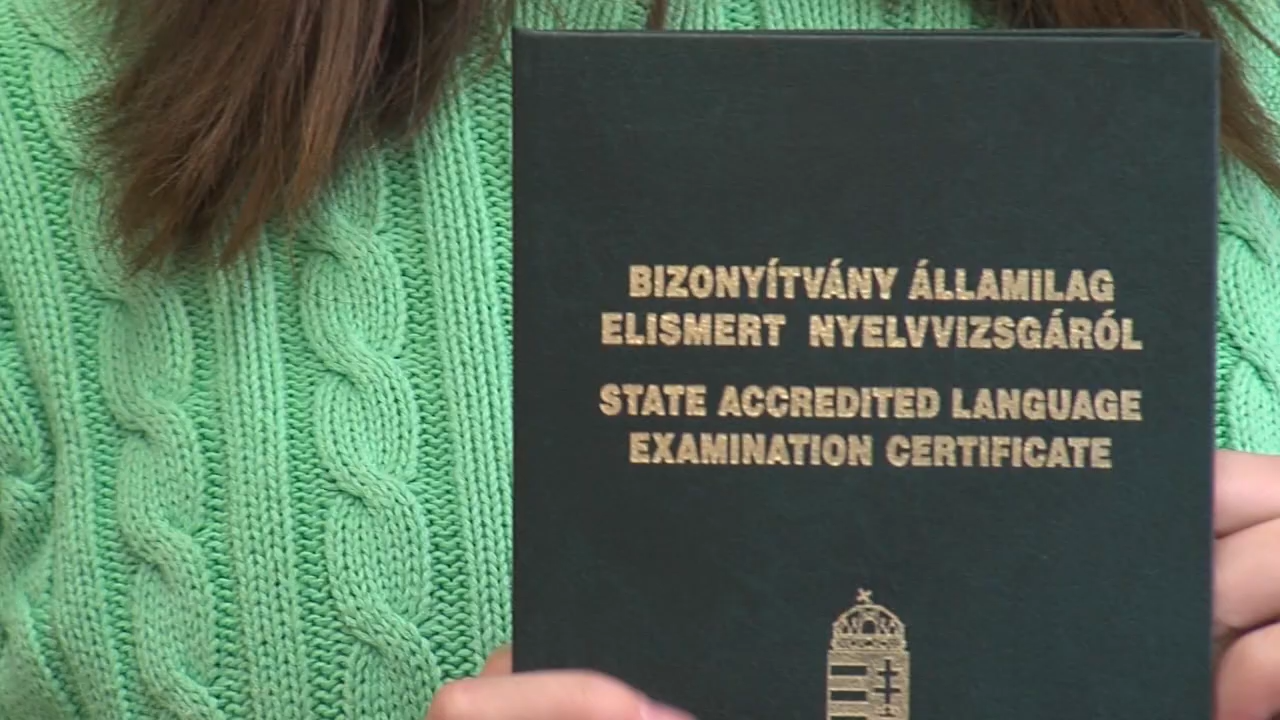 BIZONYÍTVÁNY ÁLLAMILAG
ELISMERT NYELVVIZSGÁRÓL
STATE ACCREDITED LANGUAGE
EXAMINATION CERTIFICATE